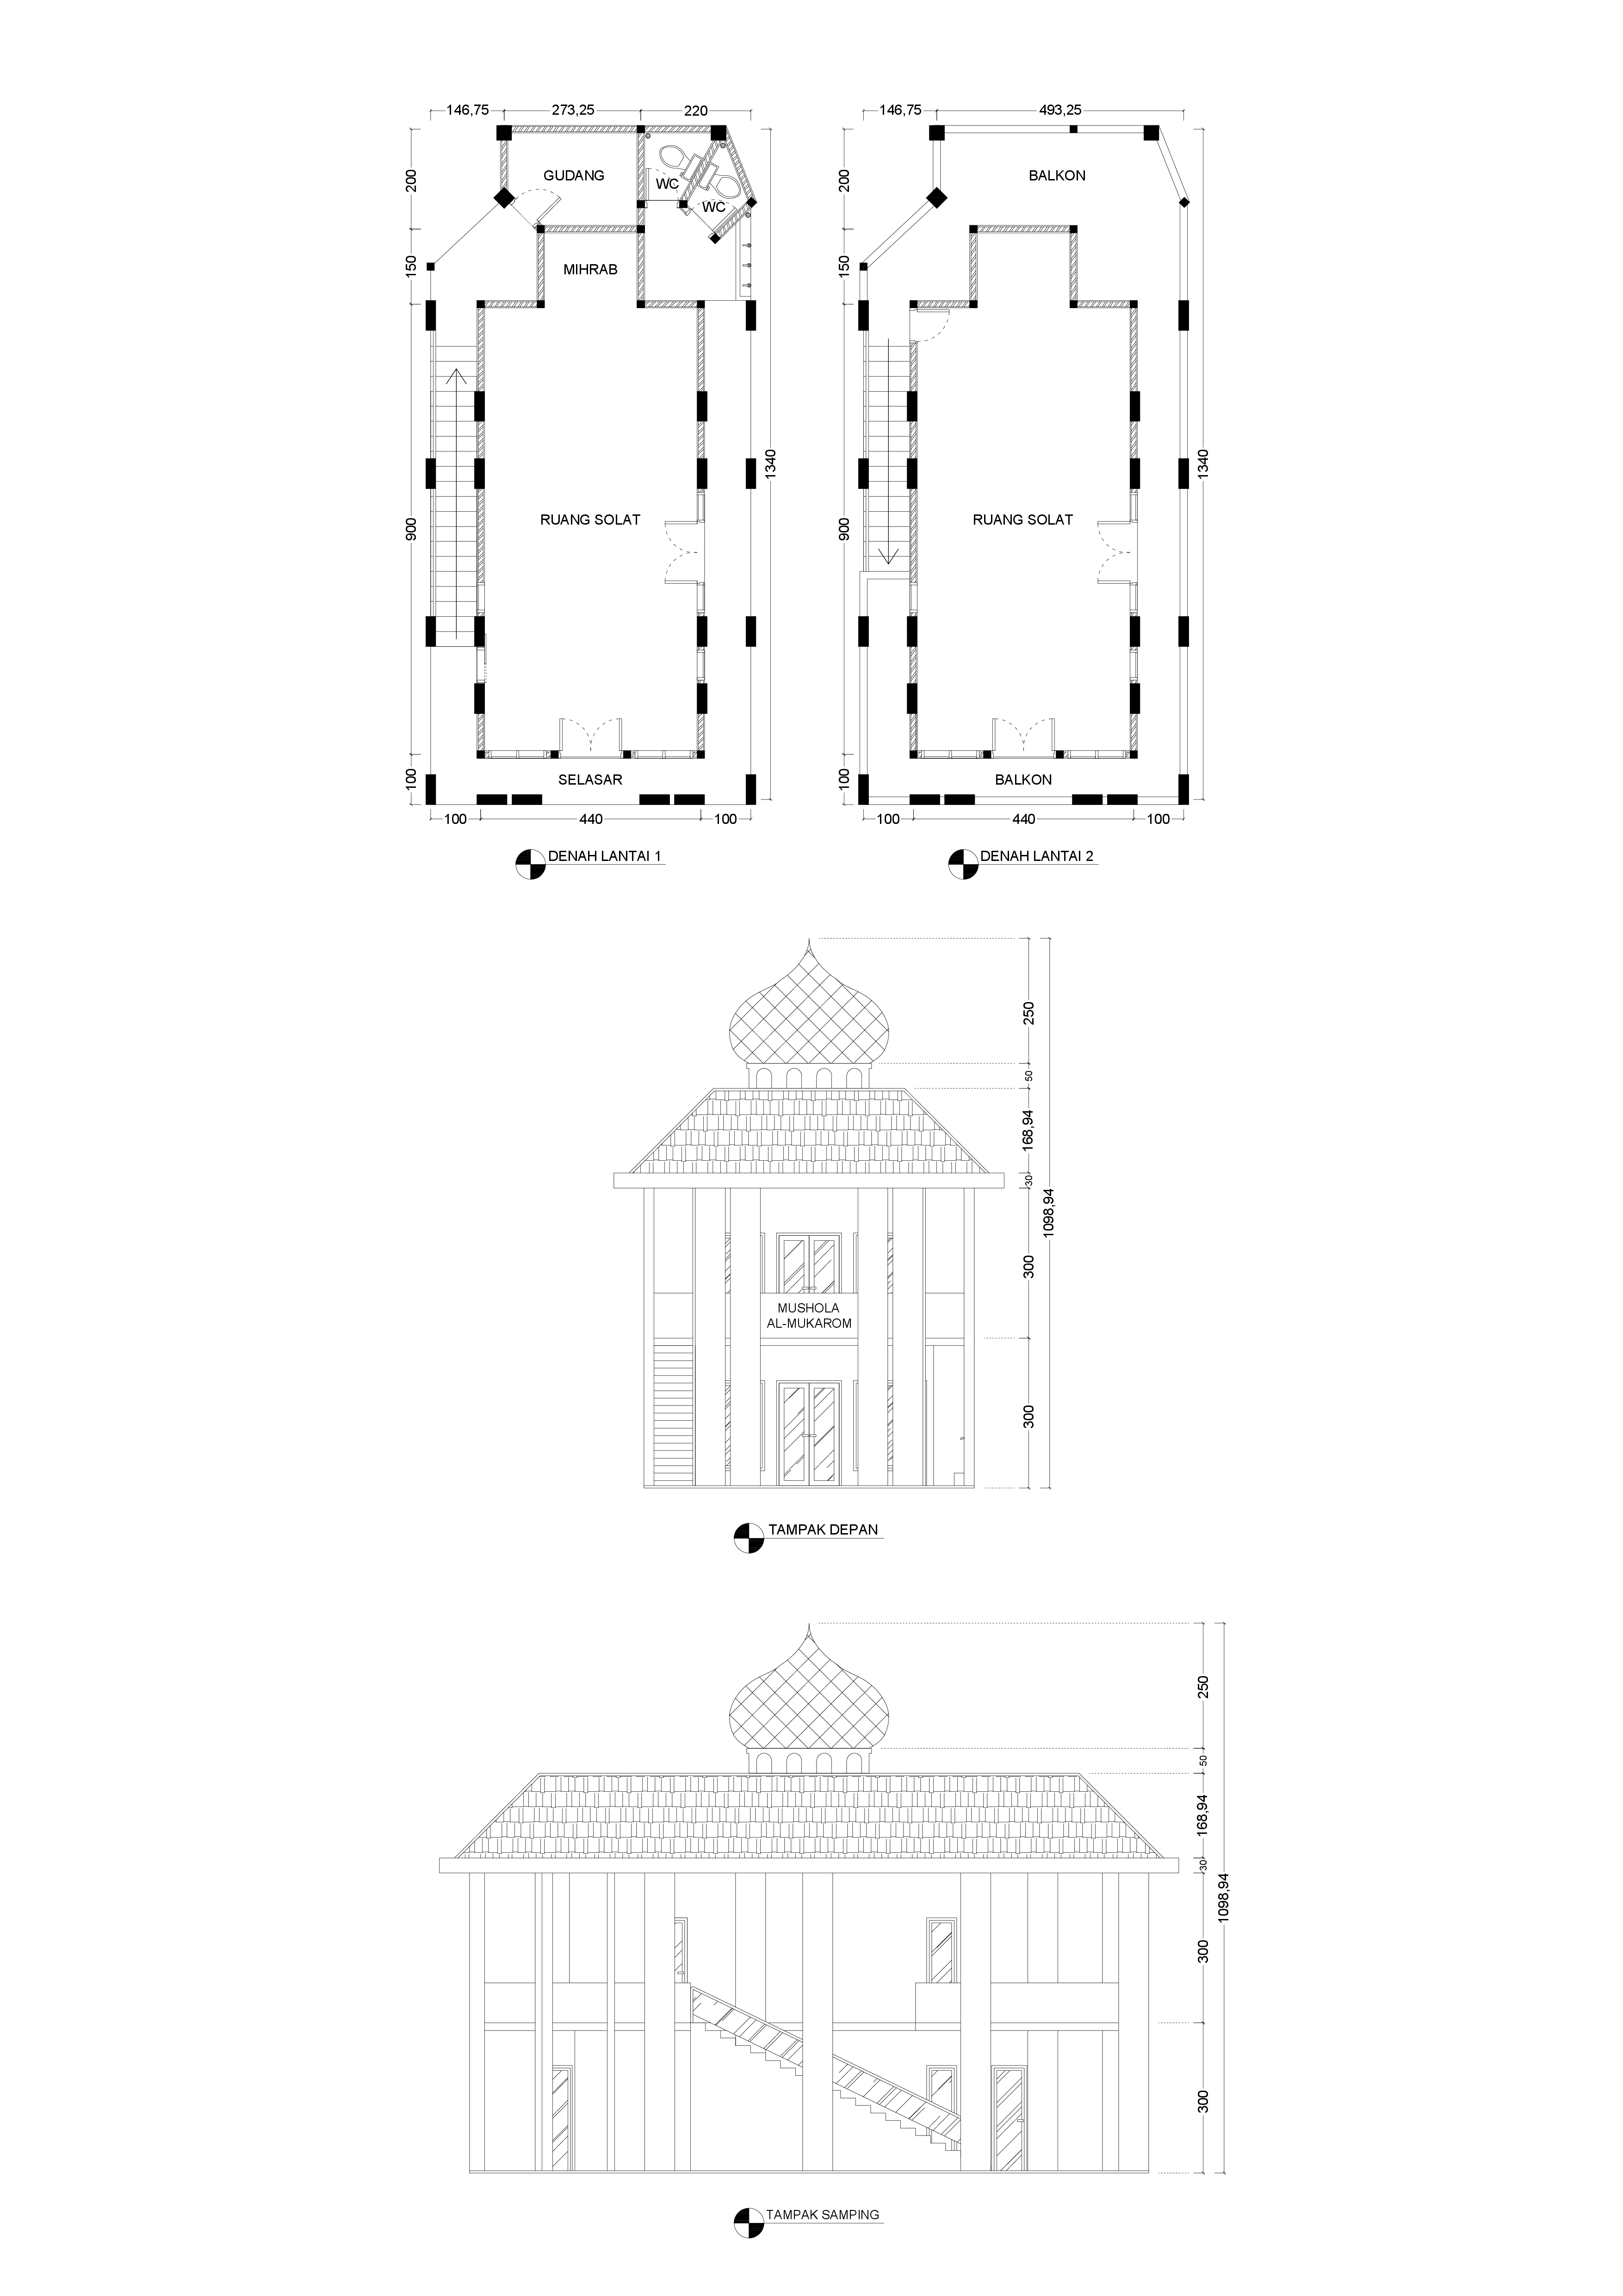 146,75
273,25
220
200
150
900
100
1340
GUDANG
WC
WC
MIHRAB
RUANG SOLAT
SELASAR
100
440
100
DENAH LANTAI 1
146,75
493,25
200
150
900
100
1340
BALKON
RUANG SOLAT
BALKON
100
440
100
DENAH LANTAI 2
250
50
168,94
30
1098,94
300
300
MUSHOLA
AL-MUKAROM
TAMPAK DEPAN
250
50
168,94
30
1098,94
300
300
TAMPAK SAMPING